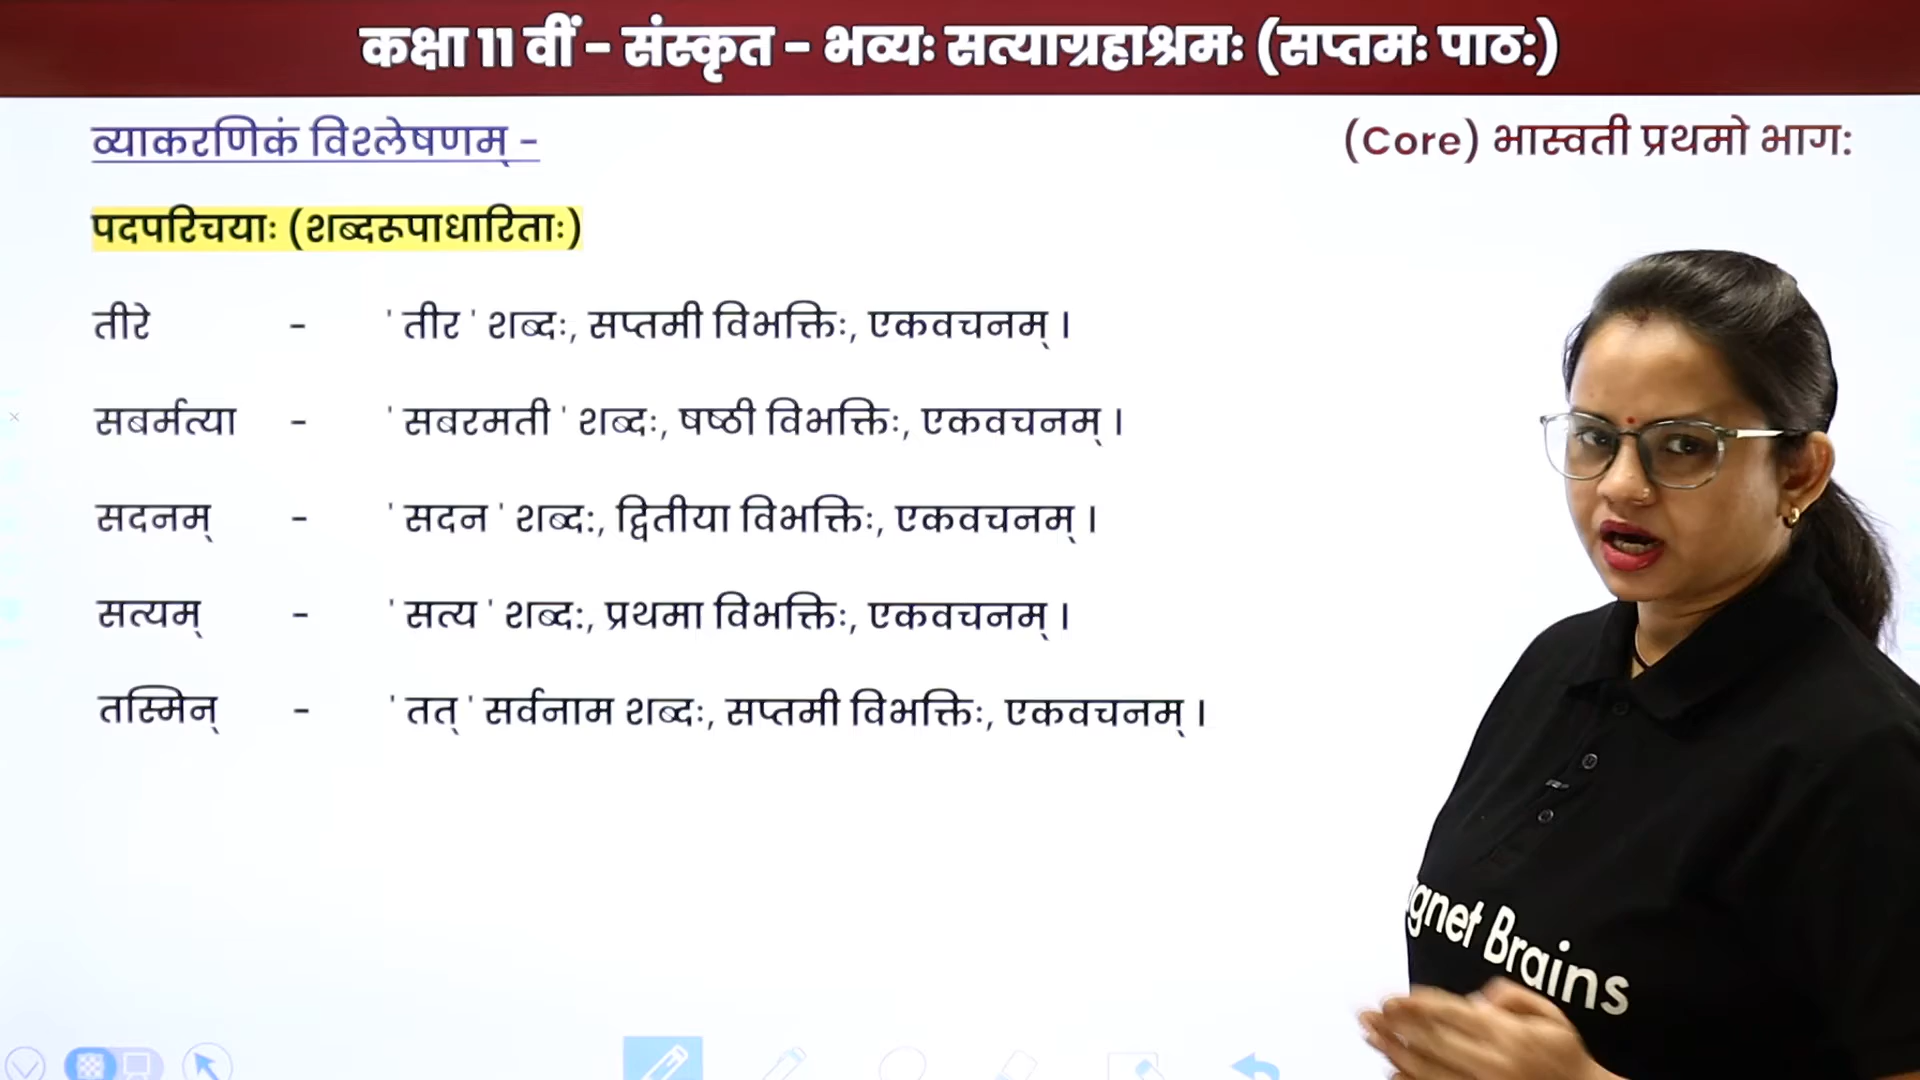 कक्षा 11 वीं - संस्कृत - भव्यः सत्याग्रहाश्रमः (सप्तमः पाठः)
व्याकरणिकं विश्लेषणम् -
(Core) भास्वती प्रथमो भाग:
पदपरिचयाः (शब्दरूपाधारिताः)
तीरे - ' तीर ' शब्दः, सप्तमी विभक्तिः, एकवचनम् ।
सबर्मत्या - ' सबरमती ' शब्दः, षष्ठी विभक्तिः, एकवचनम् ।
सदनम् - ' सदन ' शब्द:, द्वितीया विभक्तिः, एकवचनम् ।
सत्यम् - ' सत्य ' शब्द:, प्रथमा विभक्तिः, एकवचनम् ।
तस्मिन् - ' तत् ' सर्वनाम शब्दः, सप्तमी विभक्तिः, एकवचनम् ।
gnet Brains